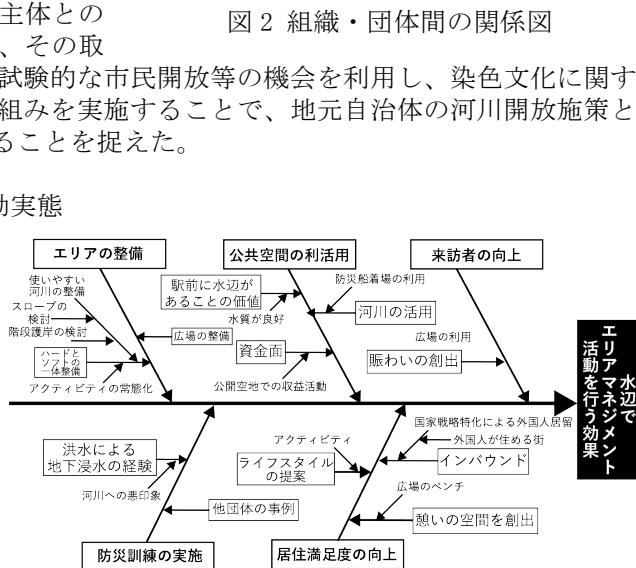 主体との
図2 組織・団体間の関係図
、その取
試験的な市民開放等の機会を利用し、染色文化に関す
組みを実施することで、地元自治体の河川開放施策と
ることを捉えた。
動実態
エリアの整備
公共空間の利活用
来訪者の向上
使いやすい
河川の整備
スロープの
検討
階段護岸の検討
ハードと
ソフトの
一体整備
アクティビティの常態化
広場の整備
駅前に水辺が
あることの価値
水質が良好
資金面
公開空地での収益活動
防災船着場の利用
河川の活用
広場の利用
賑わいの創出
水辺で
エリアマネジメント
活動を行う効果
洪水による
地下浸水の経験
河川への悪印象
他団体の事例
防災訓練の実施
アクティビティ
ライフスタイル
の提案
国家戦略特化による外国人居留
外国人が住める街
インバウンド
広場のベンチ
憩いの空間を創出
居住満足度の向上